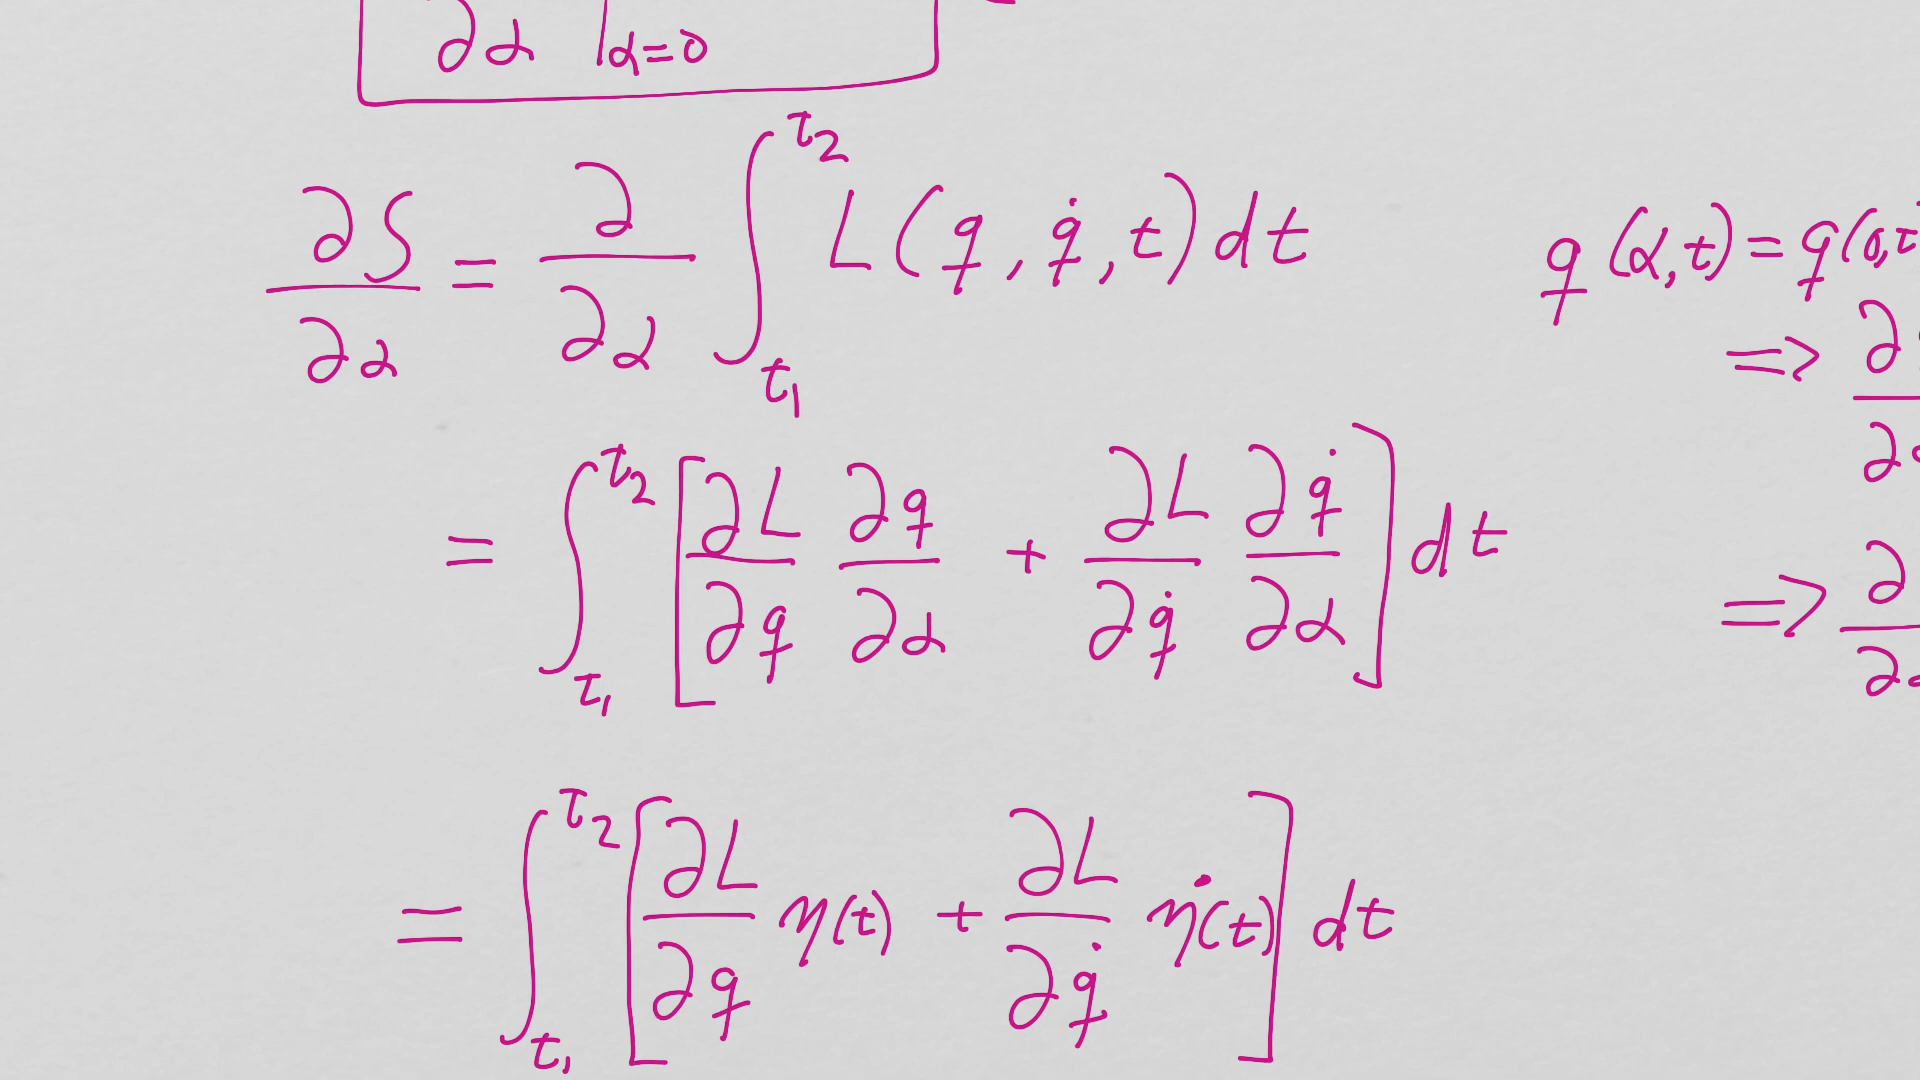 ∂α |α=0
∂S/∂α = ∂/∂α ∫_{t₁}^{t₂} L(q, q̇, t) dt
q(α,t) = q(0,t
⇒ ∂
∂α
= ∫_{t₁}^{t₂} [∂L/∂q ∂q/∂α + ∂L/∂q̇ ∂q̇/∂α] dt
⇒ ∂
∂α
= ∫_{t₁}^{t₂} [∂L/∂q η(t) + ∂L/∂q̇ η̇(t)] dt